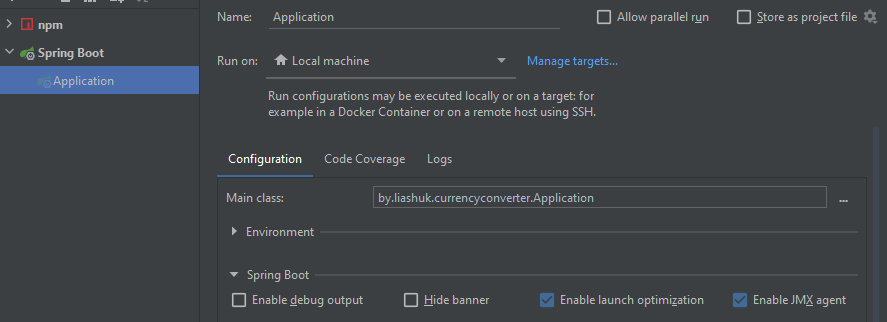 npm
Spring Boot
Application
Name: Application
Allow parallel run
Store as project file
Run on: Local machine
Manage targets...
Run configurations may be executed locally or on a target: for
example in a Docker Container or on a remote host using SSH.
Configuration
Code Coverage
Logs
Main class: by.liashuk.currencyconverter.Application ...
Environment
Spring Boot
Enable debug output
Hide banner
Enable launch optimization
Enable JMX agent